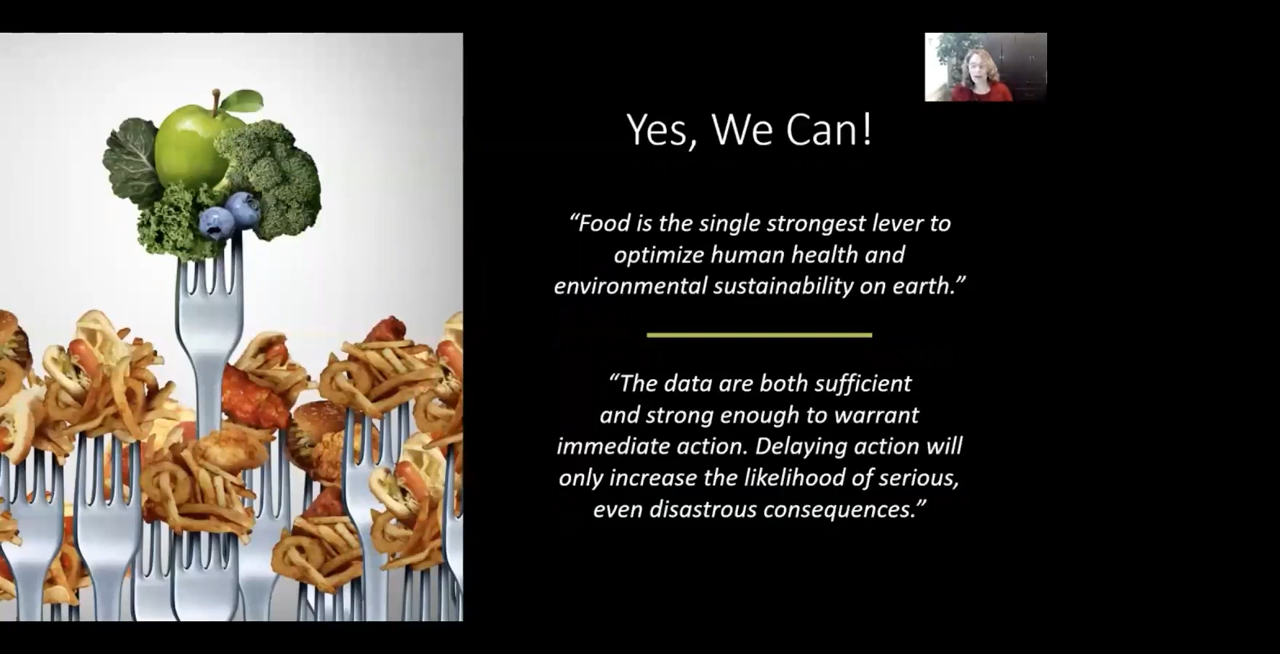 Yes, We Can!
“Food is the single strongest lever to
optimize human health and
environmental sustainability on earth.”
“The data are both sufficient
and strong enough to warrant
immediate action. Delaying action will
only increase the likelihood of serious,
even disastrous consequences.”